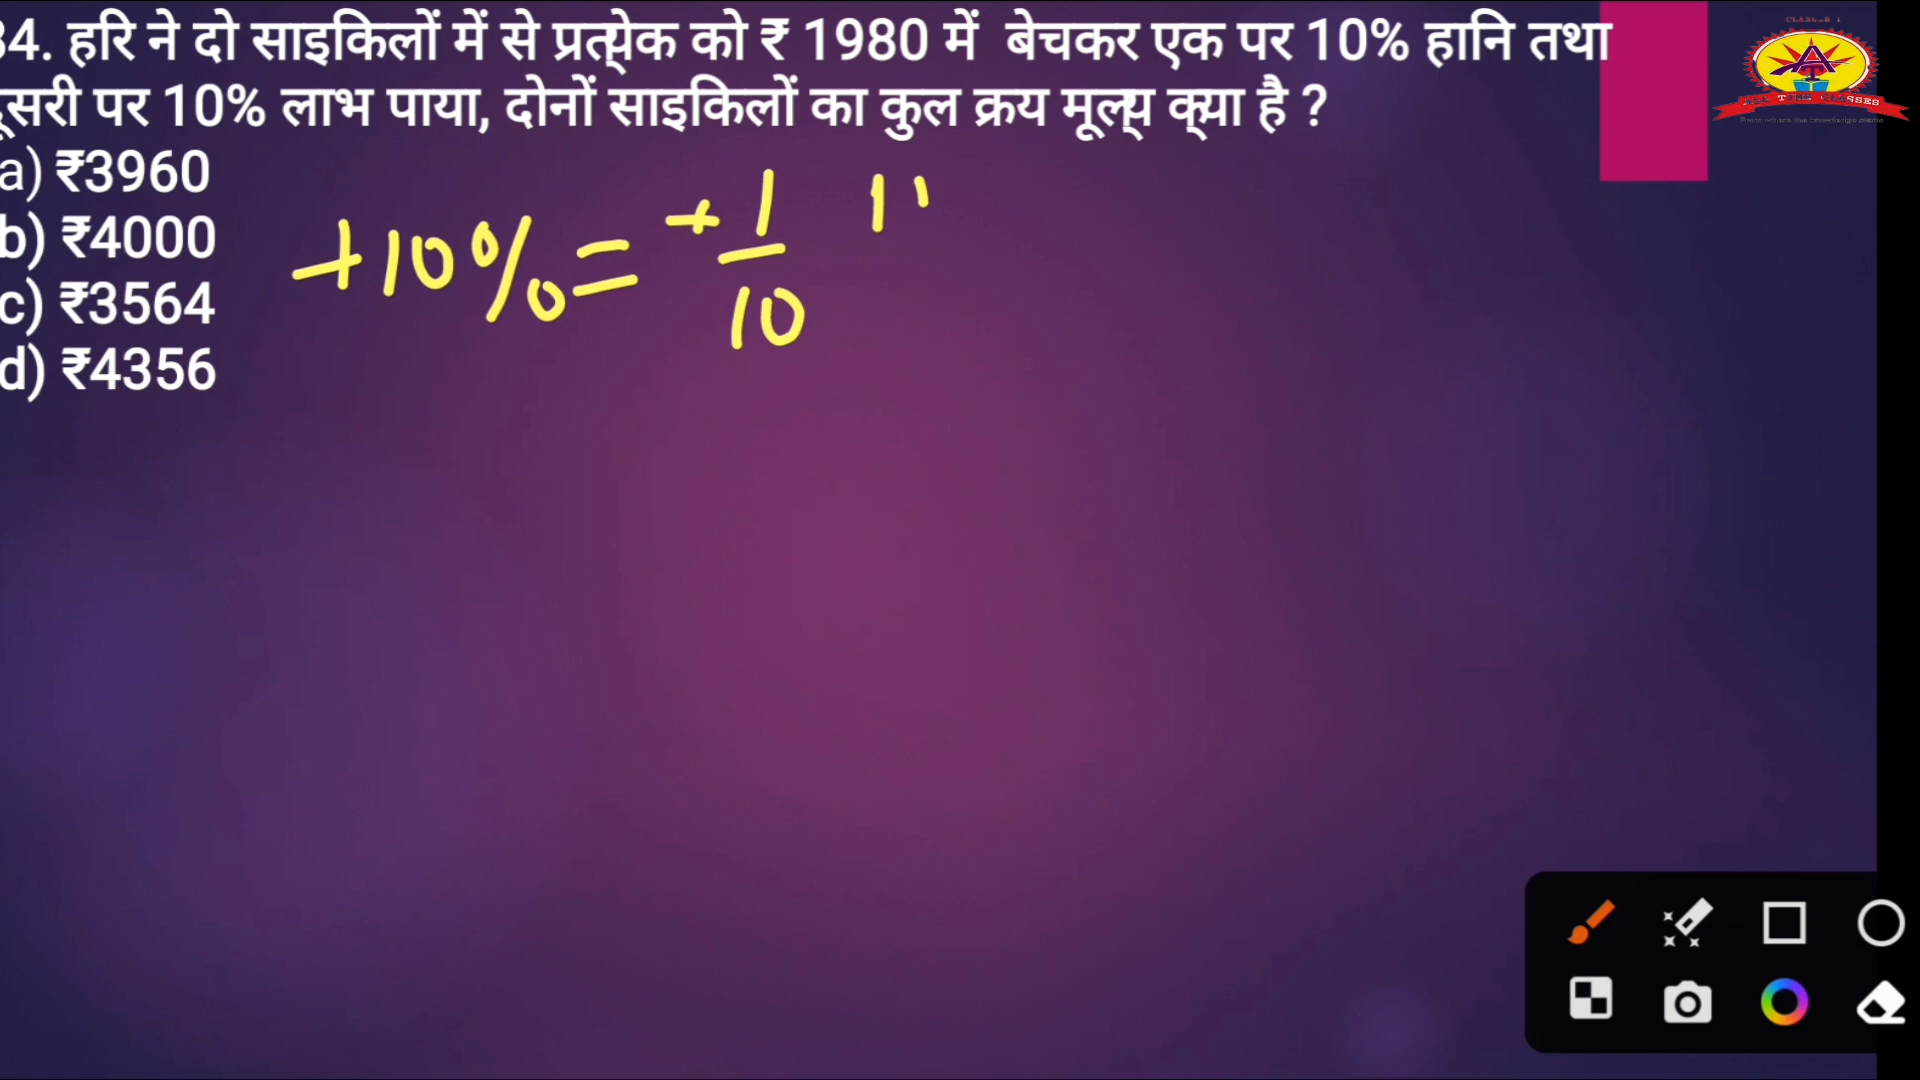 34. हरि ने दो साइकिलों में से प्रत्येक को ₹ 1980 में बेचकर एक पर 10% हानि तथा
दूसरी पर 10% लाभ पाया, दोनों साइकिलों का कुल क्रय मूल्य क्या है ?
a) ₹3960
b) ₹4000
c) ₹3564
d) ₹4356
+10% = +1/10 11